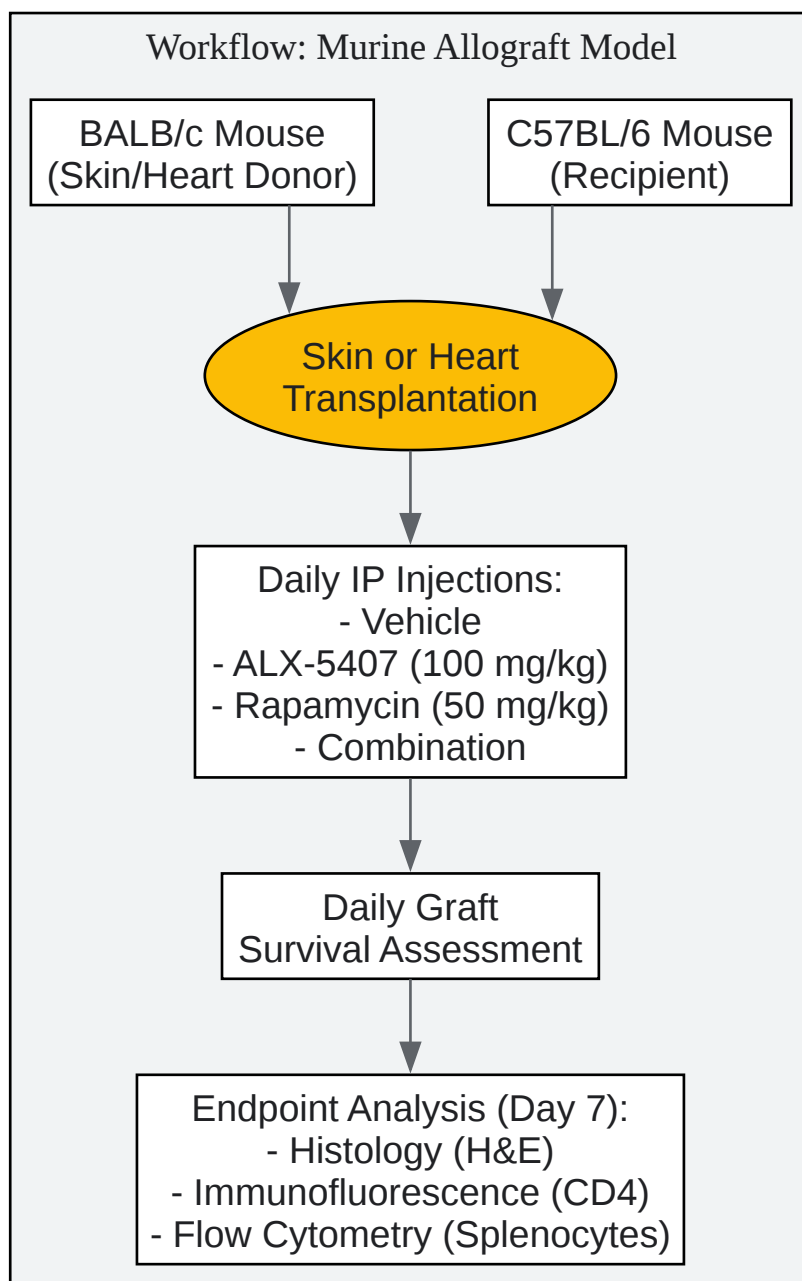 Workflow: Murine Allograft Model
BALB/c Mouse
(Skin/Heart Donor)
C57BL/6 Mouse
(Recipient)
Skin or Heart
Transplantation
Daily IP Injections:
- Vehicle
- ALX-5407 (100 mg/kg)
- Rapamycin (50 mg/kg)
- Combination
Daily Graft
Survival Assessment
Endpoint Analysis (Day 7):
- Histology (H&E)
- Immunofluorescence (CD4)
- Flow Cytometry (Splenocytes)